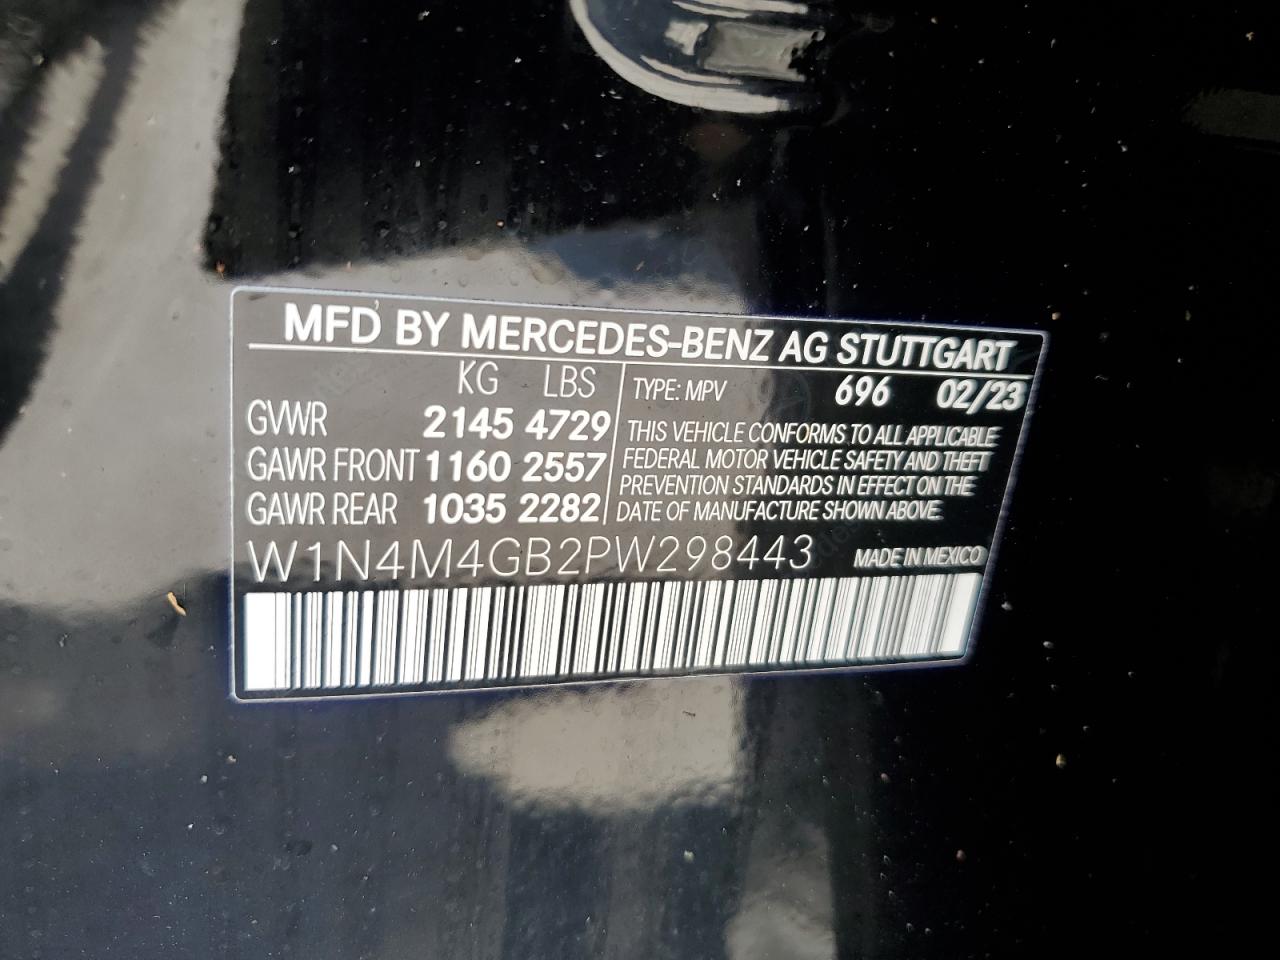 MFD' BY MERCEDES-BENZ AG STUTTGART
KG LBS
GVWR 2145 4729
GAWR FRONT 1160 2557
GAWR REAR 1035 2282
TYPE: MPV 696 02/23
THIS VEHICLE CONFORMS TO ALL APPLICABLE
FEDERAL MOTOR VEHICLE SAFETY AND THEFT
PREVENTION STANDARDS IN EFFECT ON THE
DATE OF MANUFACTURE SHOWN ABOVE.
W1N4M4GB2PW298443 MADE IN MEXICO